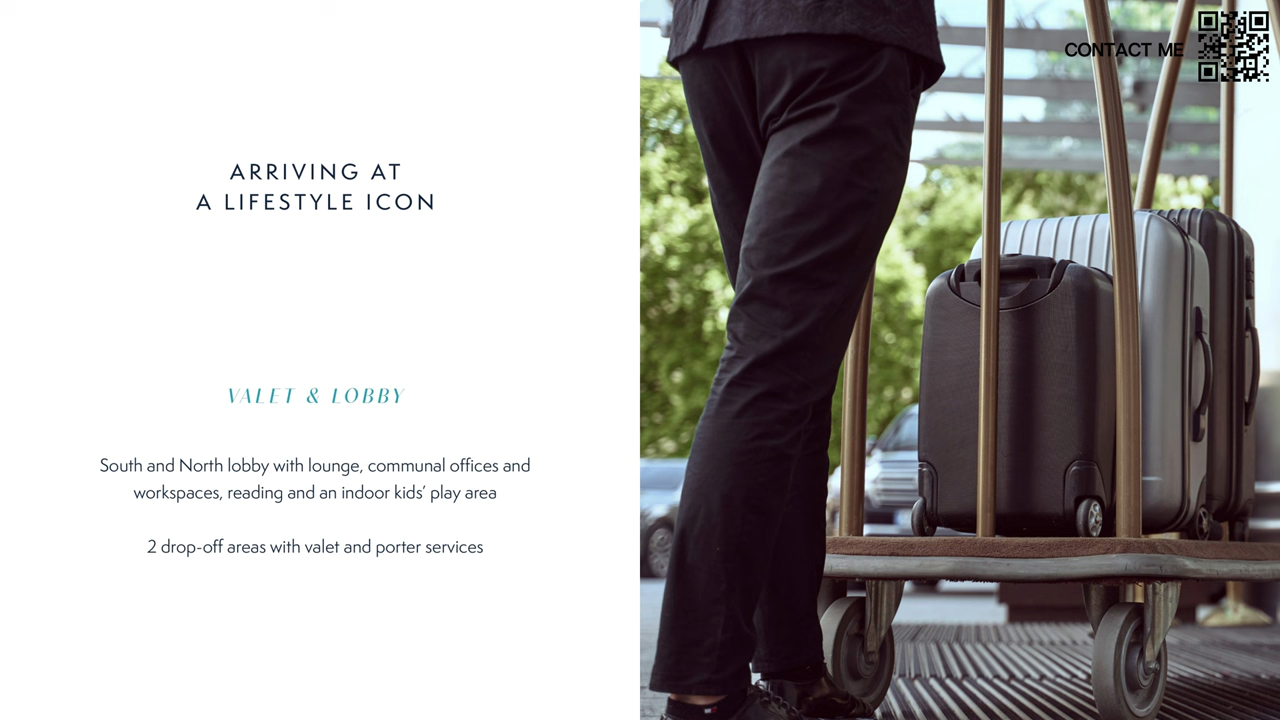 ARRIVING AT
A LIFESTYLE ICON
VALET & LOBBY
South and North lobby with lounge, communal offices and
workspaces, reading and an indoor kids’ play area
2 drop-off areas with valet and porter services
CONTACT ME